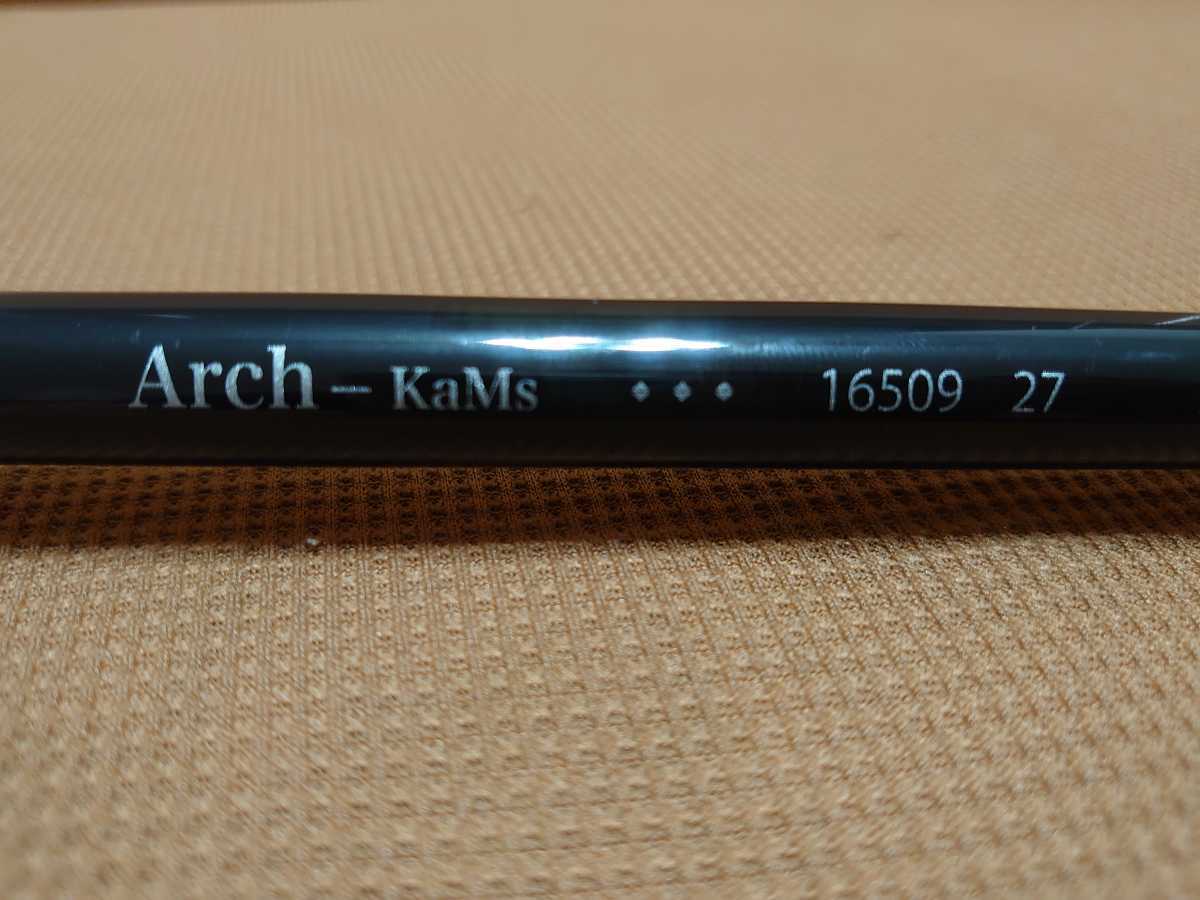 Arch – KaMs ⬥ ⬥ ⬥ 16509 27